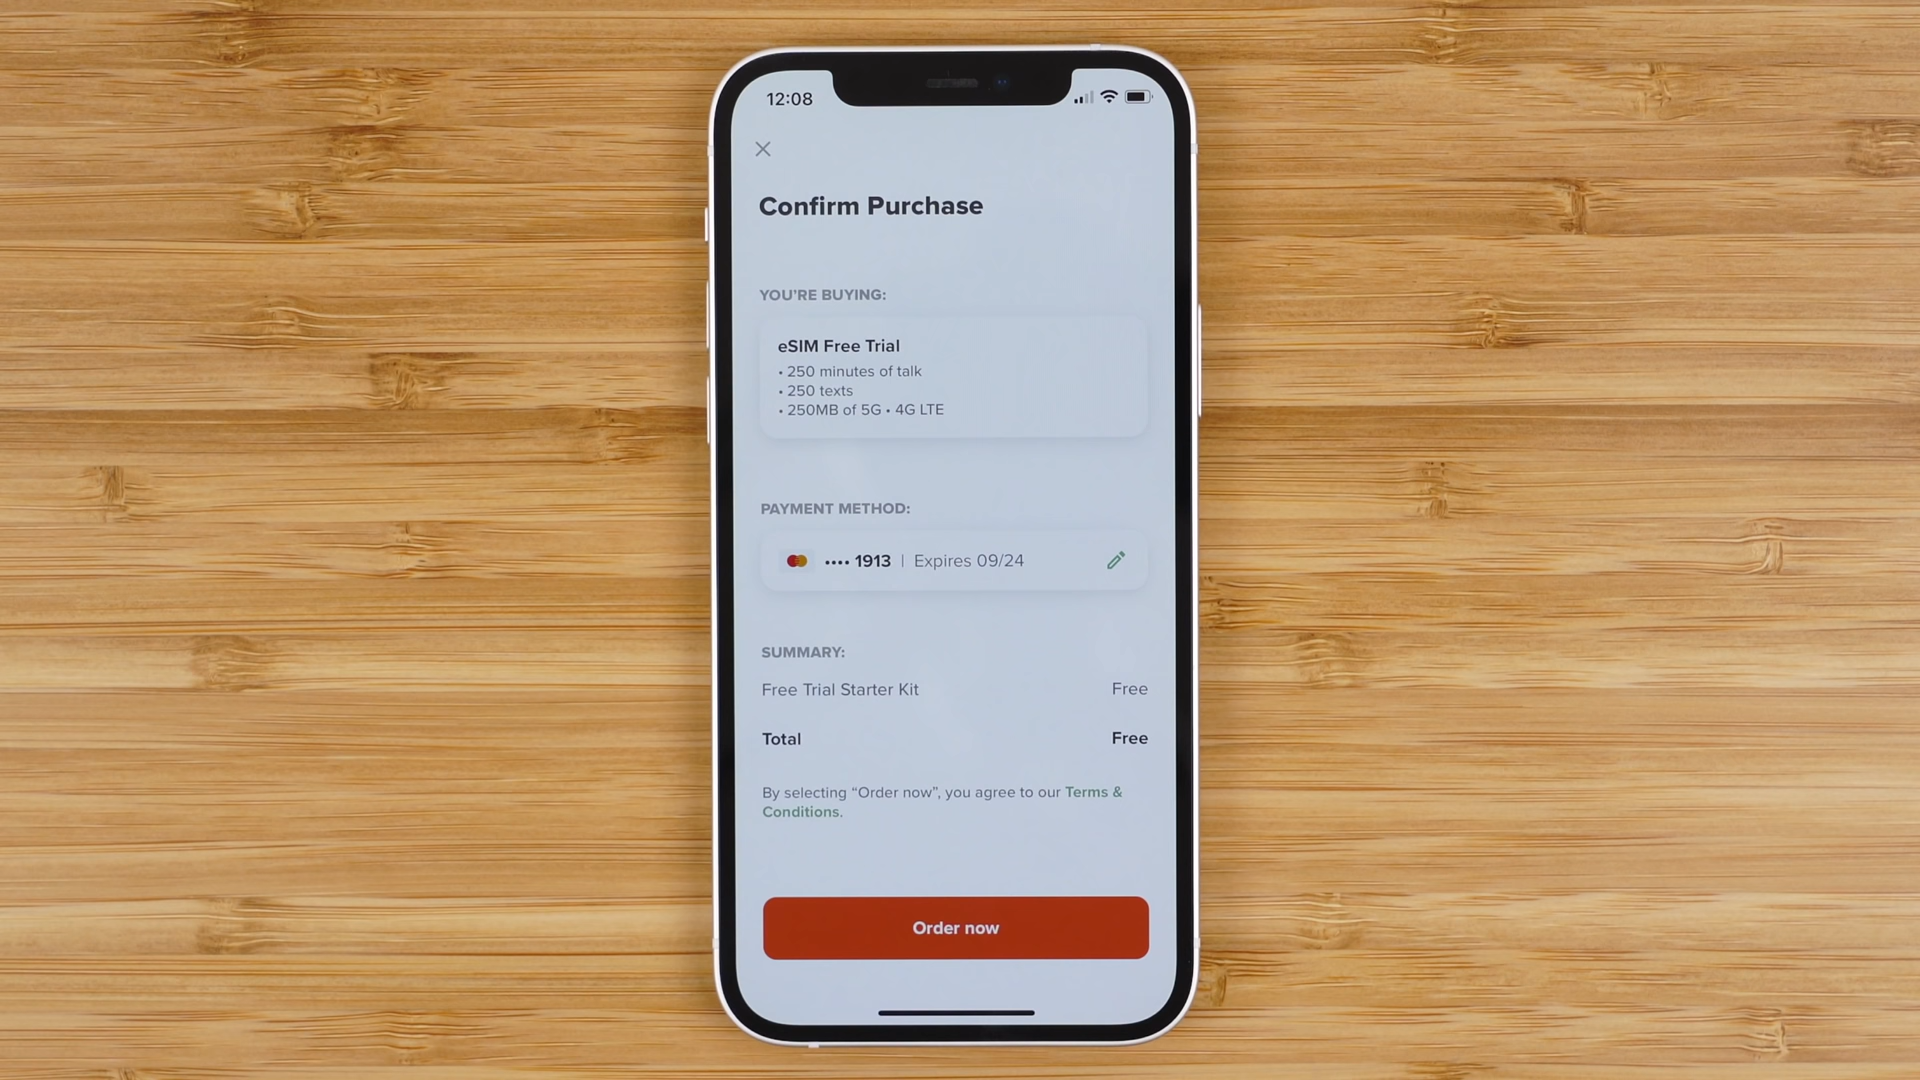 12:08
Confirm Purchase
YOU'RE BUYING:
eSIM Free Trial
• 250 minutes of talk
• 250 texts
• 250MB of 5G • 4G LTE
PAYMENT METHOD:
•••• 1913 | Expires 09/24
SUMMARY:
Free Trial Starter Kit Free
Total Free
By selecting “Order now”, you agree to our Terms &
Conditions.
Order now